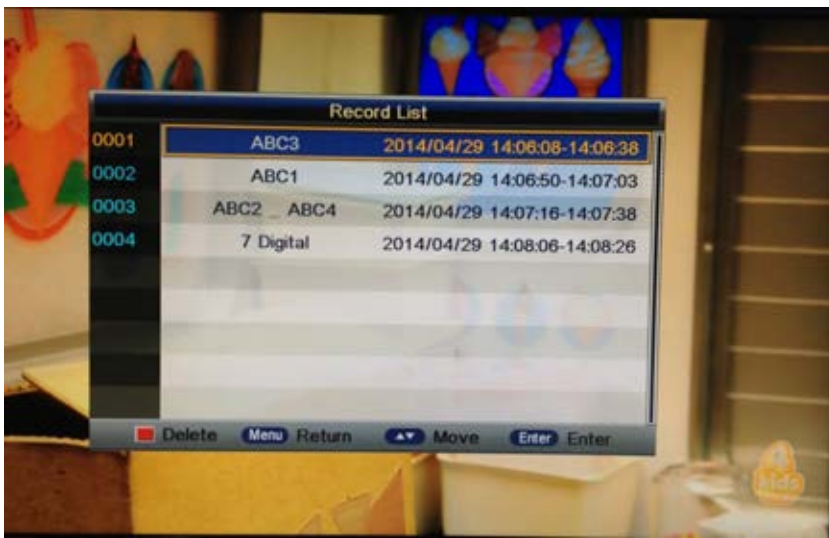 Record List
0001 ABC3 2014/04/29 14:06:08-14:06:38
0002 ABC1 2014/04/29 14:06:50-14:07:03
0003 ABC2 _ ABC4 2014/04/29 14:07:16-14:07:38
0004 7 Digital 2014/04/29 14:08:06-14:08:26
Delete Menu Return Move Enter Enter
kids